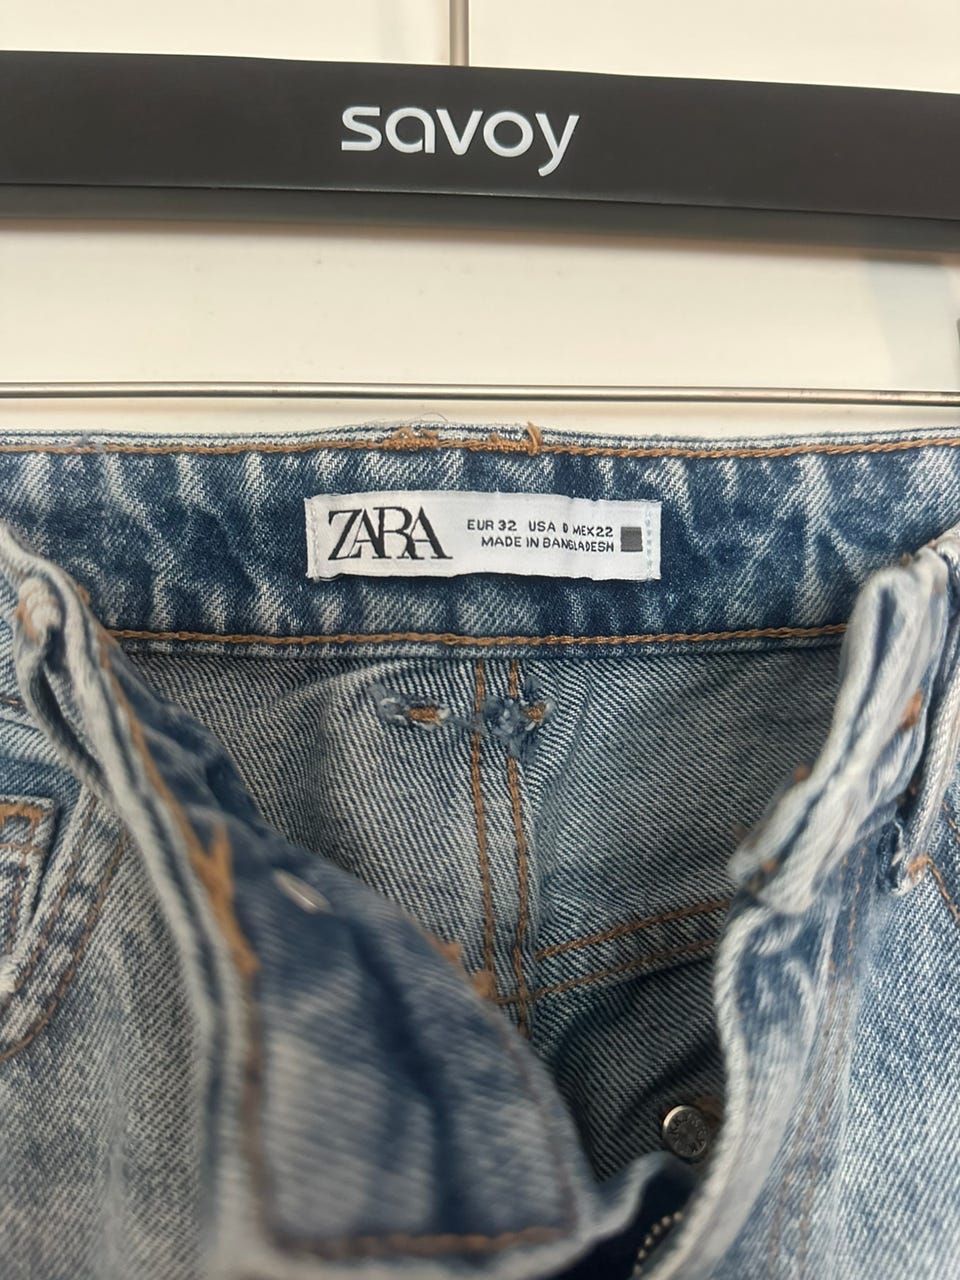 savoy
ZARA
EUR 32 USA 0 MEX22
MADE IN BANGLADESH